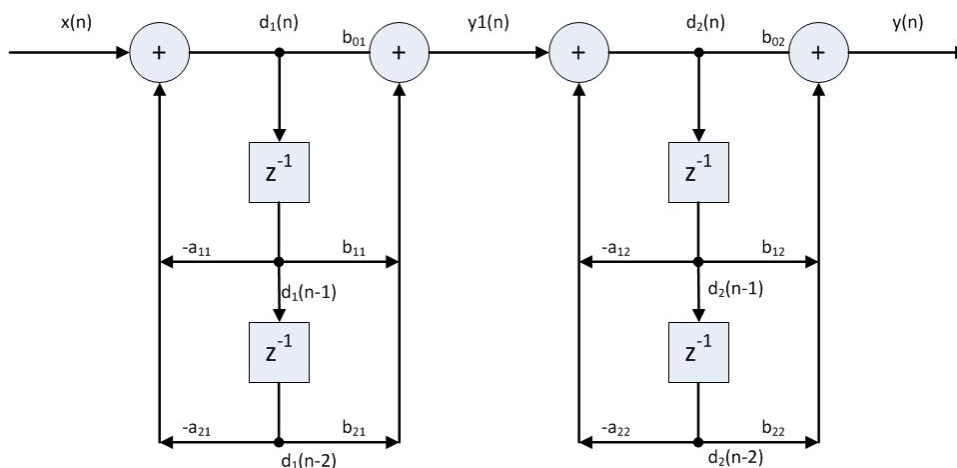 x(n) d₁(n) y1(n) d₂(n) y(n)
+ b₀₁ + + b₀₂ +
z⁻¹ z⁻¹
-a₁₁ b₁₁ -a₁₂ b₁₂
d₁(n-1) d₂(n-1)
z⁻¹ z⁻¹
-a₂₁ b₂₁ -a₂₂ b₂₂
d₁(n-2) d₂(n-2)